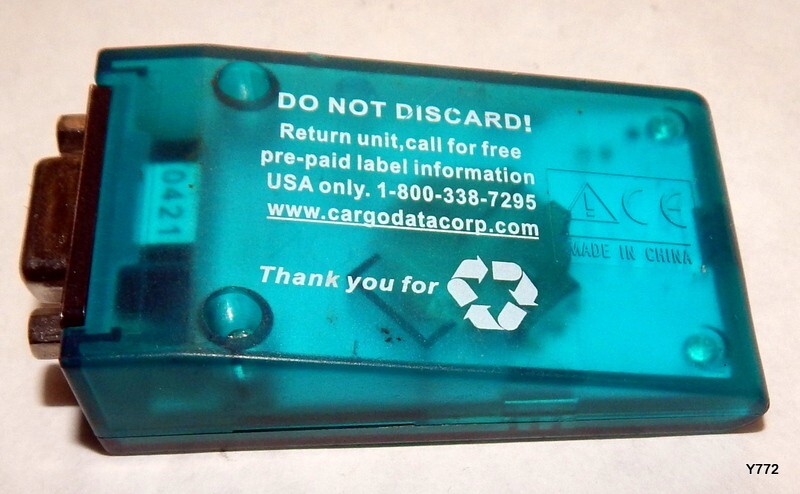 DO NOT DISCARD!
Return unit,call for free
pre-paid label information
USA only. 1-800-338-7295
www.cargodatacorp.com
Thank you for
0421
CE
MADE IN CHINA
Y772